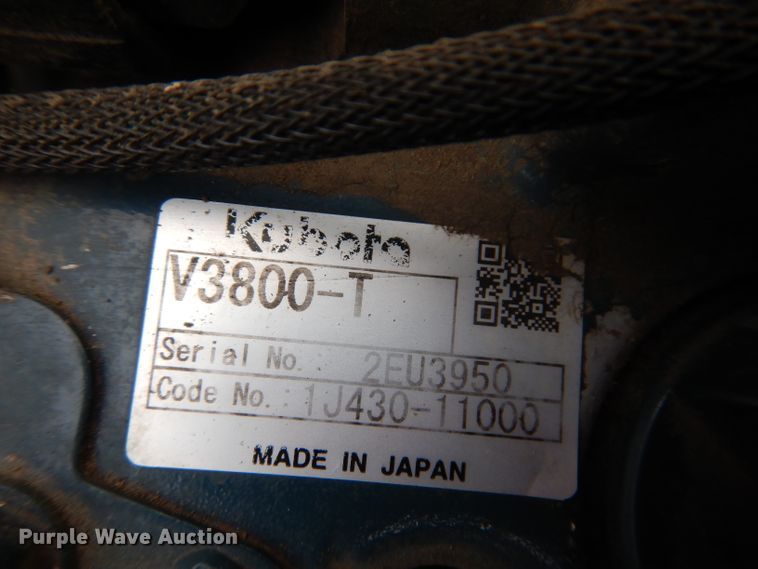 Kubota
V3800-T
Serial No. : 2EU3950
Code No. : 1J430-11000
MADE IN JAPAN
Purple Wave Auction